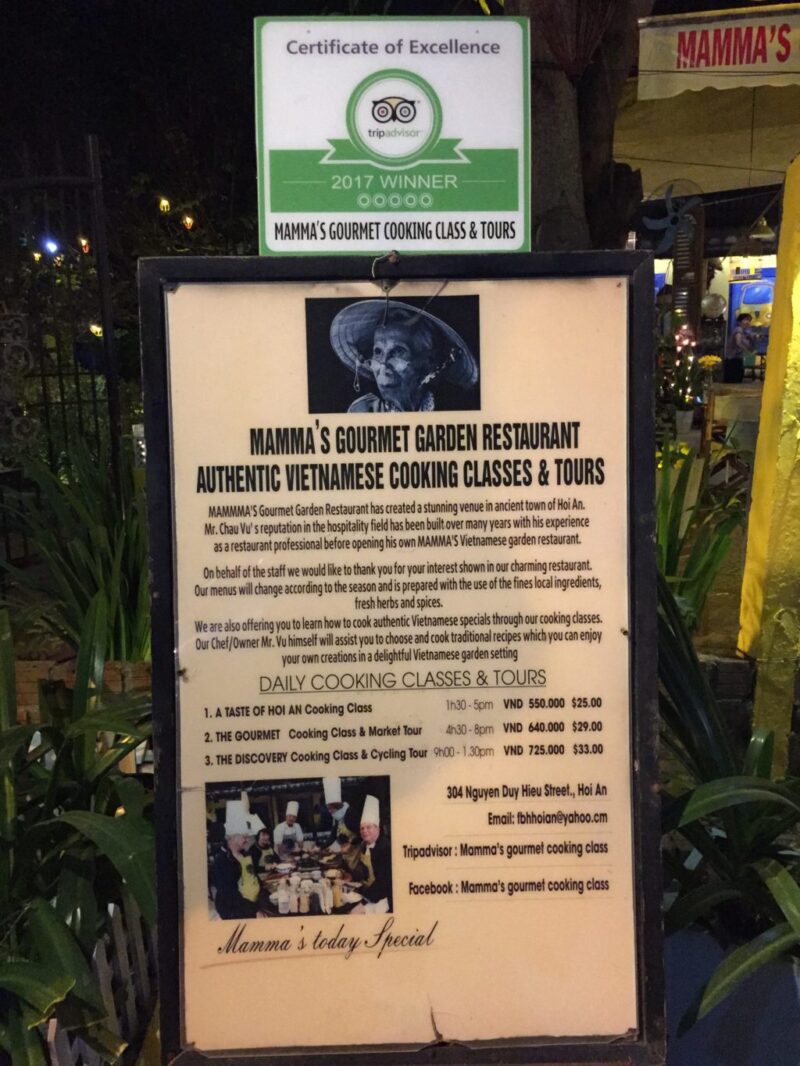 MAMMA'S
Certificate of Excellence
tripadvisor
2017 WINNER
MAMMA'S GOURMET COOKING CLASS & TOURS
MAMMA'S GOURMET GARDEN RESTAURANT
AUTHENTIC VIETNAMESE COOKING CLASSES & TOURS
MAMMMA'S Gourmet Garden Restaurant has created a stunning venue in ancient town of Hoi An.
Mr. Chau Vu's reputation in the hospitality field has been built over many years with his experience
as a restaurant professional before opening his own MAMMA'S Vietnamese garden restaurant.
On behalf of the staff we would like to thank you for your interest shown in our charming restaurant.
Our menus will change according to the season and is prepared with the use of the fines local ingredients,
fresh herbs and spices.
We are also offering you to learn how to cook authentic Vietnamese specials through our cooking classes.
Our Chef/Owner Mr. Vu himself will assist you to choose and cook traditional recipes which you can enjoy
your own creations in a delightful Vietnamese garden setting
DAILY COOKING CLASSES & TOURS
1. A TASTE OF HOI AN Cooking Class 1h30 - 5pm VND 550.000 $25.00
2. THE GOURMET Cooking Class & Market Tour 4h30 - 8pm VND 640.000 $29.00
3. THE DISCOVERY Cooking Class & Cycling Tour 9h00 - 1.30pm VND 725.000 $33.00
304 Nguyen Duy Hieu Street., Hoi An
Email: fbhhoian@yahoo.cm
Tripadvisor : Mamma's gourmet cooking class
Facebook : Mamma's gourmet cooking class
Mamma's today Special